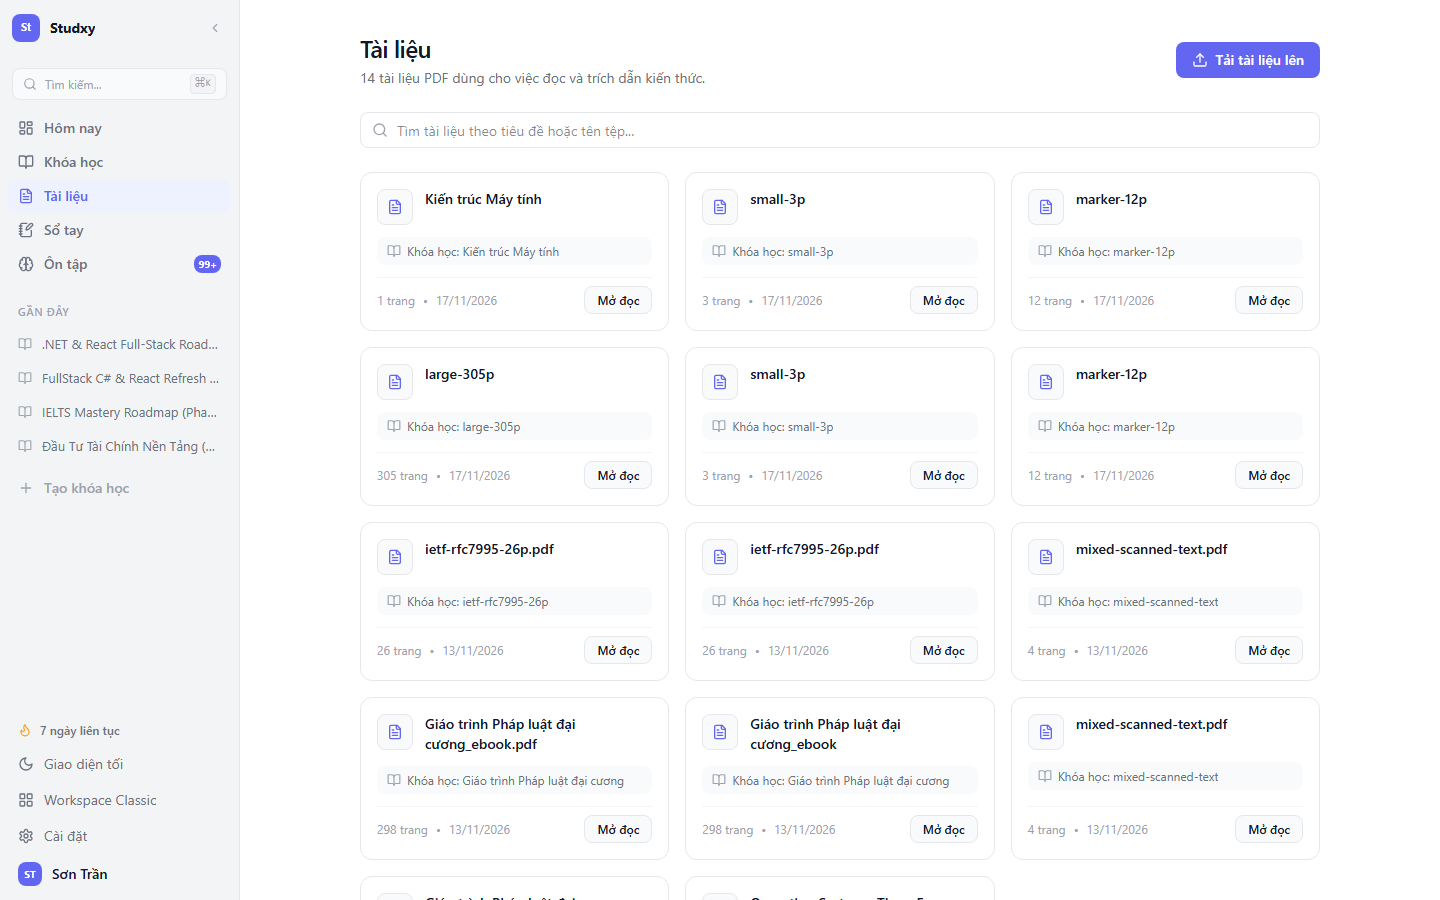 St Studxy
Tìm kiếm... ⌘K
Hôm nay
Khóa học
Tài liệu
Sổ tay
Ôn tập 99+
GẦN ĐÂY
.NET & React Full-Stack Road...
FullStack C# & React Refresh ...
IELTS Mastery Roadmap (Pha...
Đầu Tư Tài Chính Nền Tảng (...
Tạo khóa học
7 ngày liên tục
Giao diện tối
Workspace Classic
Cài đặt
ST Sơn Trần
Tài liệu
14 tài liệu PDF dùng cho việc đọc và trích dẫn kiến thức.
Tải tài liệu lên
Tìm tài liệu theo tiêu đề hoặc tên tệp...
Kiến trúc Máy tính
Khóa học: Kiến trúc Máy tính
1 trang • 17/11/2026 Mở đọc
small-3p
Khóa học: small-3p
3 trang • 17/11/2026 Mở đọc
marker-12p
Khóa học: marker-12p
12 trang • 17/11/2026 Mở đọc
large-305p
Khóa học: large-305p
305 trang • 17/11/2026 Mở đọc
small-3p
Khóa học: small-3p
3 trang • 17/11/2026 Mở đọc
marker-12p
Khóa học: marker-12p
12 trang • 17/11/2026 Mở đọc
ietf-rfc7995-26p.pdf
Khóa học: ietf-rfc7995-26p
26 trang • 13/11/2026 Mở đọc
ietf-rfc7995-26p.pdf
Khóa học: ietf-rfc7995-26p
26 trang • 13/11/2026 Mở đọc
mixed-scanned-text.pdf
Khóa học: mixed-scanned-text
4 trang • 13/11/2026 Mở đọc
Giáo trình Pháp luật đại
cương_ebook.pdf
Khóa học: Giáo trình Pháp luật đại cương
298 trang • 13/11/2026 Mở đọc
Giáo trình Pháp luật đại
cương_ebook
Khóa học: Giáo trình Pháp luật đại cương
298 trang • 13/11/2026 Mở đọc
mixed-scanned-text.pdf
Khóa học: mixed-scanned-text
4 trang • 13/11/2026 Mở đọc